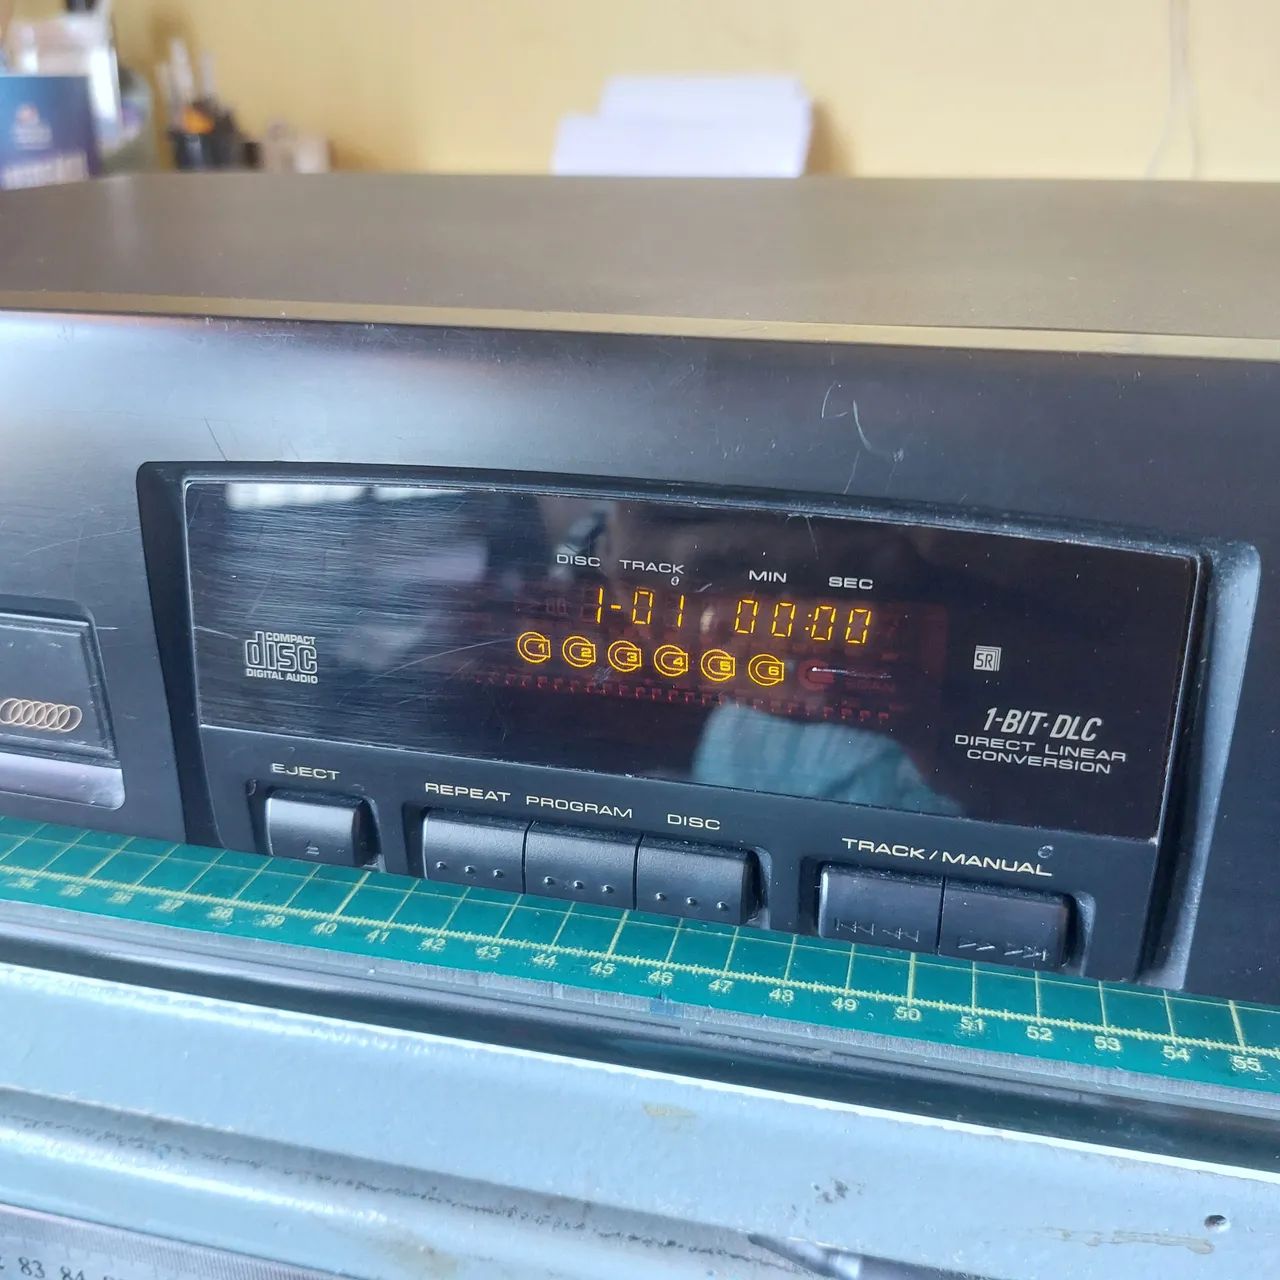 DISC TRACK MIN SEC
1-01 00:00
1 2 3 4 5 6
COMPACT
disc
DIGITAL AUDIO
SR
1-BIT·DLC
DIRECT LINEAR
CONVERSION
EJECT
REPEAT PROGRAM DISC
TRACK/MANUAL
34 35 36 37 38 39 40 41 42 43 44 45 46 47 48 49 50 51 52 53 54 55
83 84